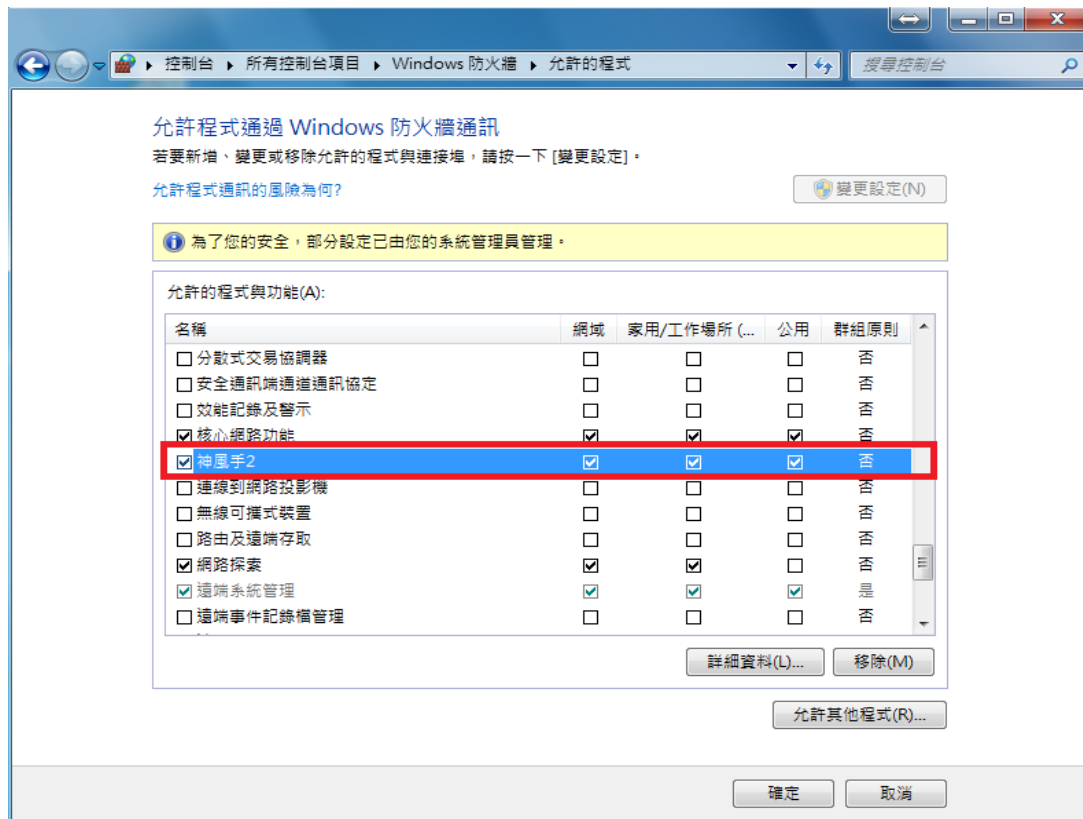 控制台 ▸ 所有控制台項目 ▸ Windows 防火牆 ▸ 允許的程式
搜尋控制台
允許程式通過 Windows 防火牆通訊
若要新增、變更或移除允許的程式與連接埠，請按一下 [變更設定]。
允許程式通訊的風險為何?
變更設定(N)
為了您的安全，部分設定已由您的系統管理員管理。
允許的程式與功能(A):
名稱 網域 家用/工作場所 (... 公用 群組原則
分散式交易協調器 否
安全通訊端通道通訊協定 否
效能記錄及警示 否
核心網路功能 否
神風手2 否
連線到網路投影機 否
無線可攜式裝置 否
路由及遠端存取 否
網路探索 否
遠端系統管理 是
遠端事件記錄檔管理 否
詳細資料(L)... 移除(M)
允許其他程式(R)...
確定 取消